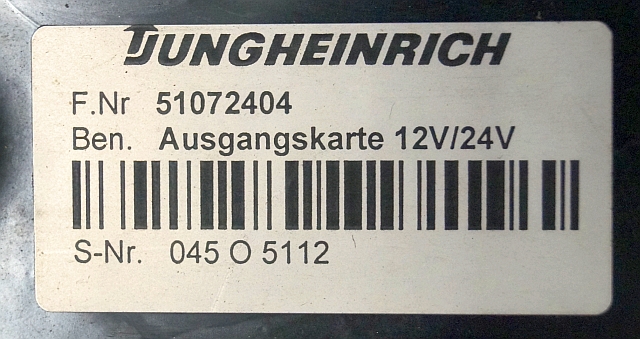 JUNGHEINRICH
F.Nr 51072404
Ben. Ausgangskarte 12V/24V
S-Nr. 045 O 5112